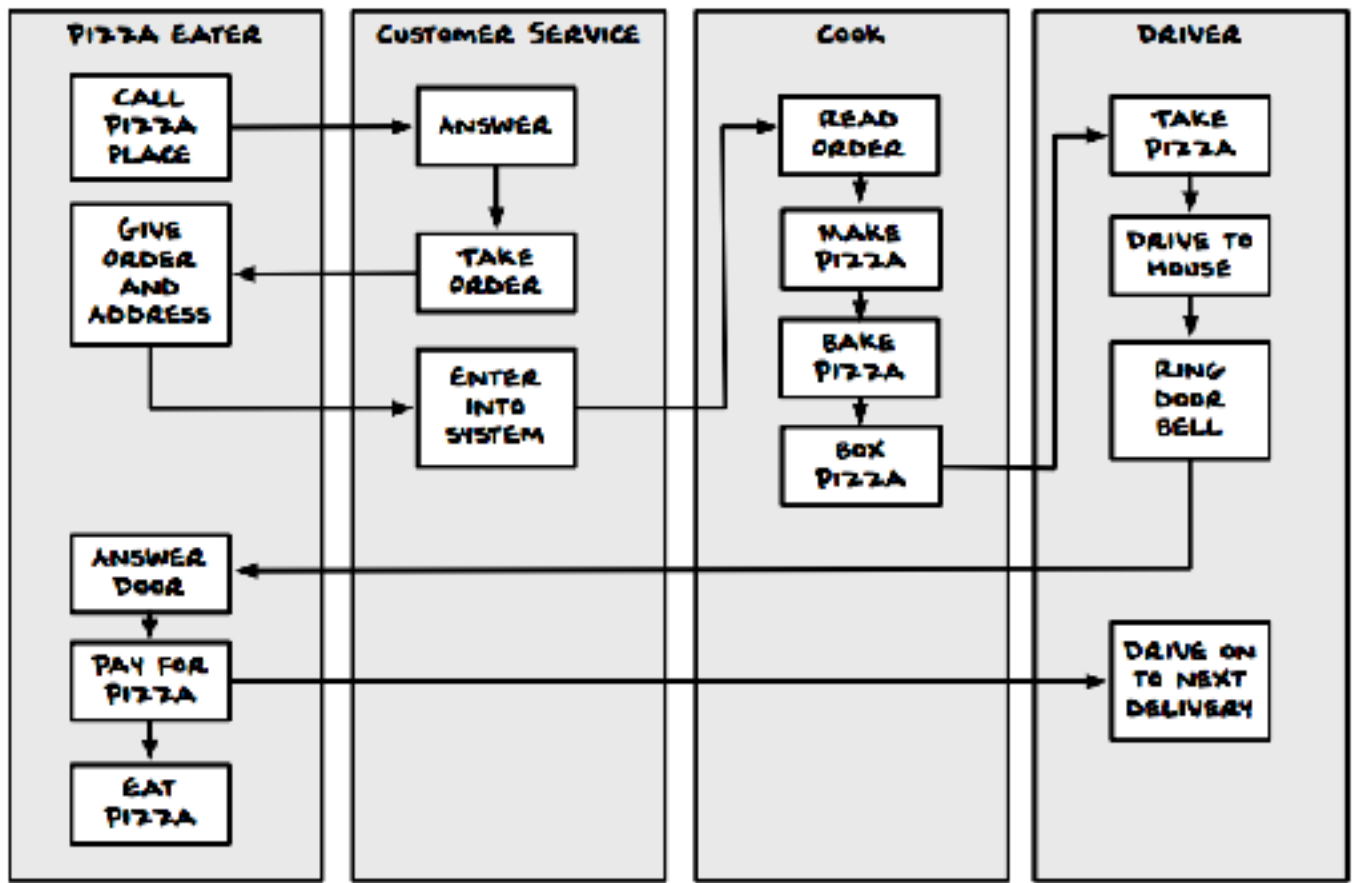 PIZZA EATER
CALL
PIZZA
PLACE
GIVE
ORDER
AND
ADDRESS
ANSWER
DOOR
PAY FOR
PIZZA
EAT
PIZZA
CUSTOMER SERVICE
ANSWER
TAKE
ORDER
ENTER
INTO
SYSTEM
COOK
READ
ORDER
MAKE
PIZZA
BAKE
PIZZA
BOX
PIZZA
DRIVER
TAKE
PIZZA
DRIVE TO
HOUSE
RING
DOOR
BELL
DRIVE ON
TO NEXT
DELIVERY